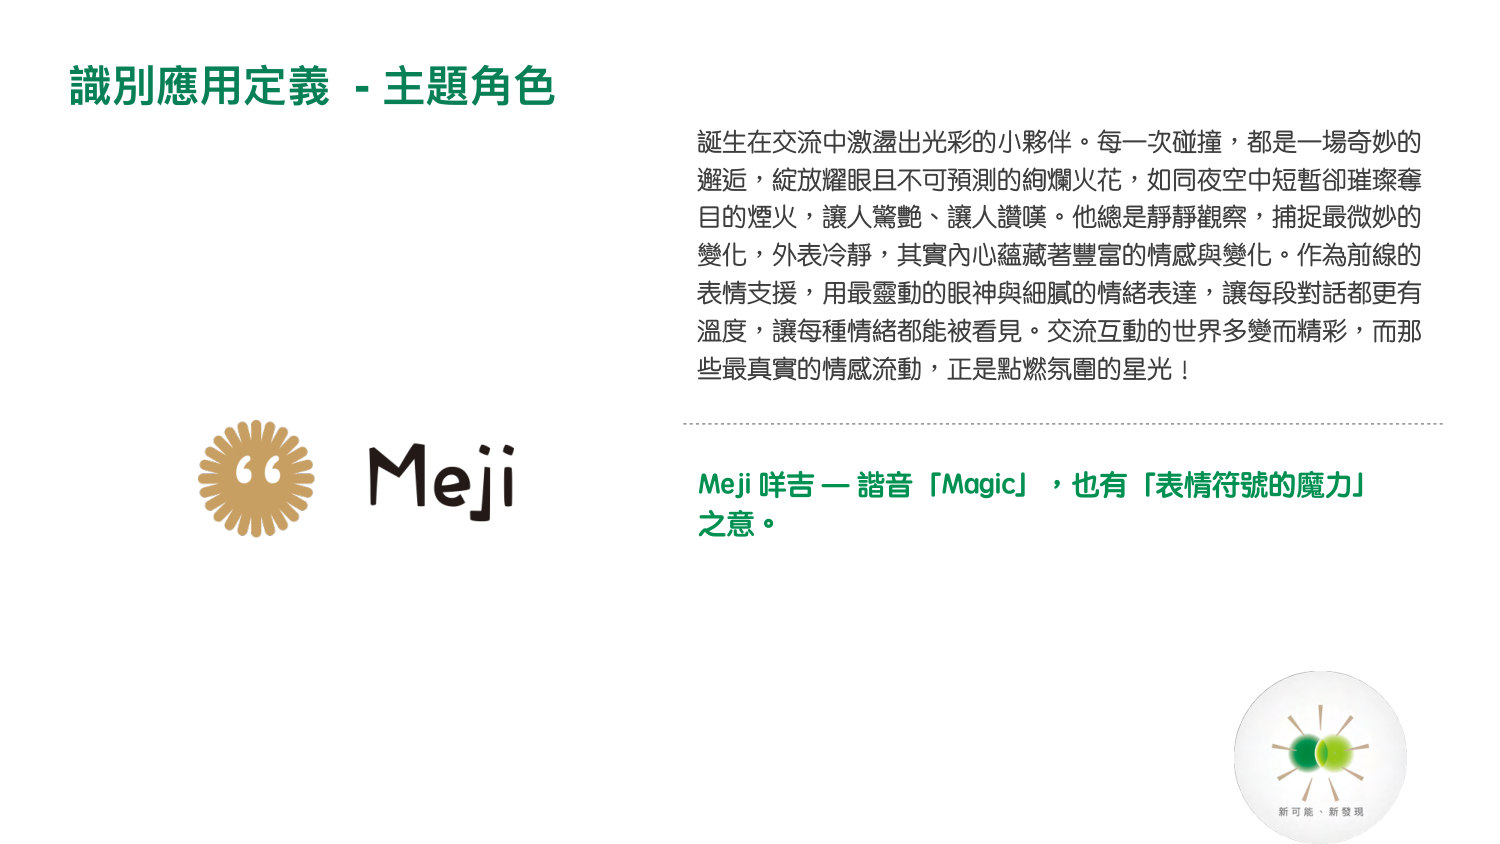 識別應用定義 - 主題角色
誕生在交流中激盪出光彩的小夥伴。每一次碰撞，都是一場奇妙的
邂逅，綻放耀眼且不可預測的絢爛火花，如同夜空中短暫卻璀璨奪
目的煙火，讓人驚艷、讓人讚嘆。他總是靜靜觀察，捕捉最微妙的
變化，外表冷靜，其實內心蘊藏著豐富的情感與變化。作為前線的
表情支援，用最靈動的眼神與細膩的情緒表達，讓每段對話都更有
溫度，讓每種情緒都能被看見。交流互動的世界多變而精彩，而那
些最真實的情感流動，正是點燃氛圍的星光！
Meji
Meji 咩吉 — 諧音「Magic」，也有「表情符號的魔力」
之意。
新可能、新發現